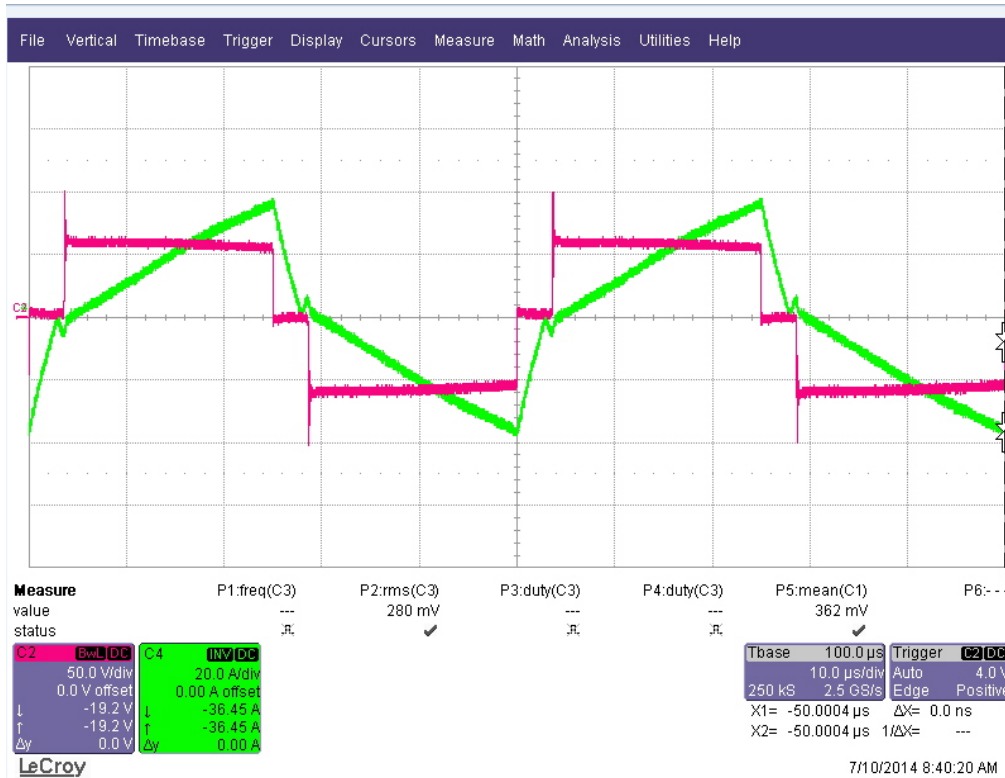 File Vertical Timebase Trigger Display Cursors Measure Math Analysis Utilities Help
Measure P1:freq(C3) P2:rms(C3) P3:duty(C3) P4:duty(C3) P5:mean(C1) P6:- -
value --- 280 mV --- --- 362 mV
status
C2 BwL DC
50.0 V/div
0.0 V offset
↓ -19.2 V
↑ -19.2 V
Δy 0.0 V
C4 INV DC
20.0 A/div
0.00 A offset
↓ -36.45 A
↑ -36.45 A
Δy 0.00 A
Tbase 100.0 µs
10.0 µs/div
250 kS 2.5 GS/s
Trigger C2 DC
Auto 4.0 V
Edge Positive
X1= -50.0004 µs ΔX= 0.0 ns
X2= -50.0004 µs 1/ΔX= ---
LeCroy
7/10/2014 8:40:20 AM